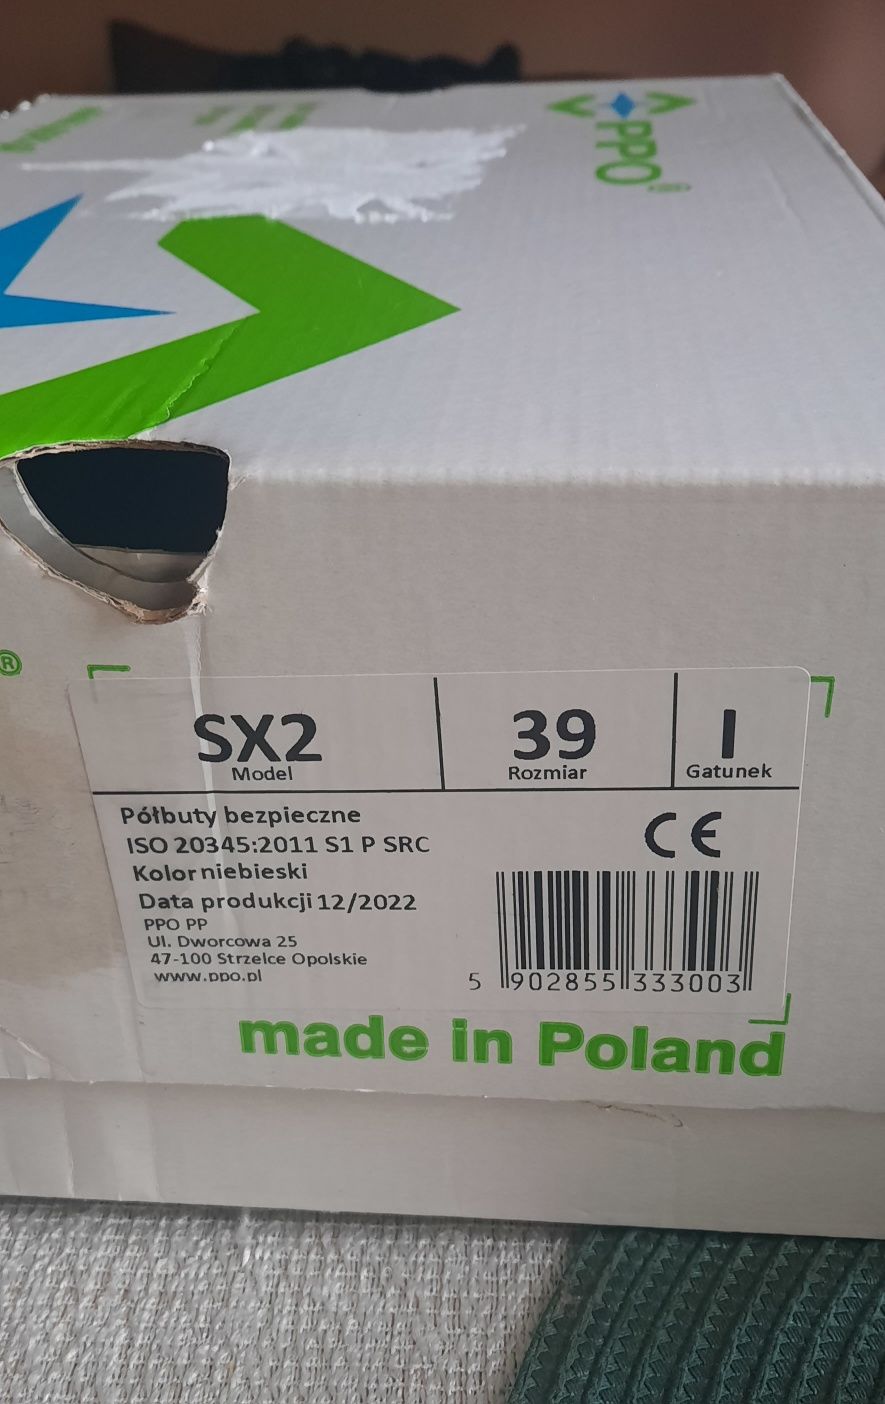 PPO
®
SX2 39 I
Model Rozmiar Gatunek
Półbuty bezpieczne
ISO 20345:2011 S1 P SRC
Kolor niebieski
Data produkcji 12/2022
PPO PP
Ul. Dworcowa 25
47-100 Strzelce Opolskie
www.ppo.pl
CE
5 902855 333003
made in Poland